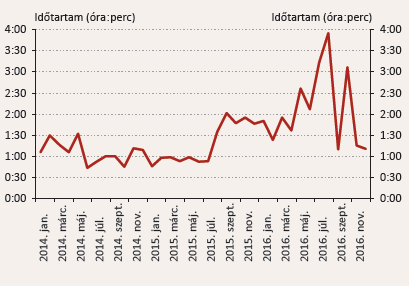 Időtartam (óra:perc) Időtartam (óra:perc)
4:00 4:00
3:30 3:30
3:00 3:00
2:30 2:30
2:00 2:00
1:30 1:30
1:00 1:00
0:30 0:30
0:00 0:00
2014. jan.
2014. márc.
2014. máj.
2014. júl.
2014. szept.
2014. nov.
2015. jan.
2015. márc.
2015. máj.
2015. júl.
2015. szept.
2015. nov.
2016. jan.
2016. márc.
2016. máj.
2016. júl.
2016. szept.
2016. nov.